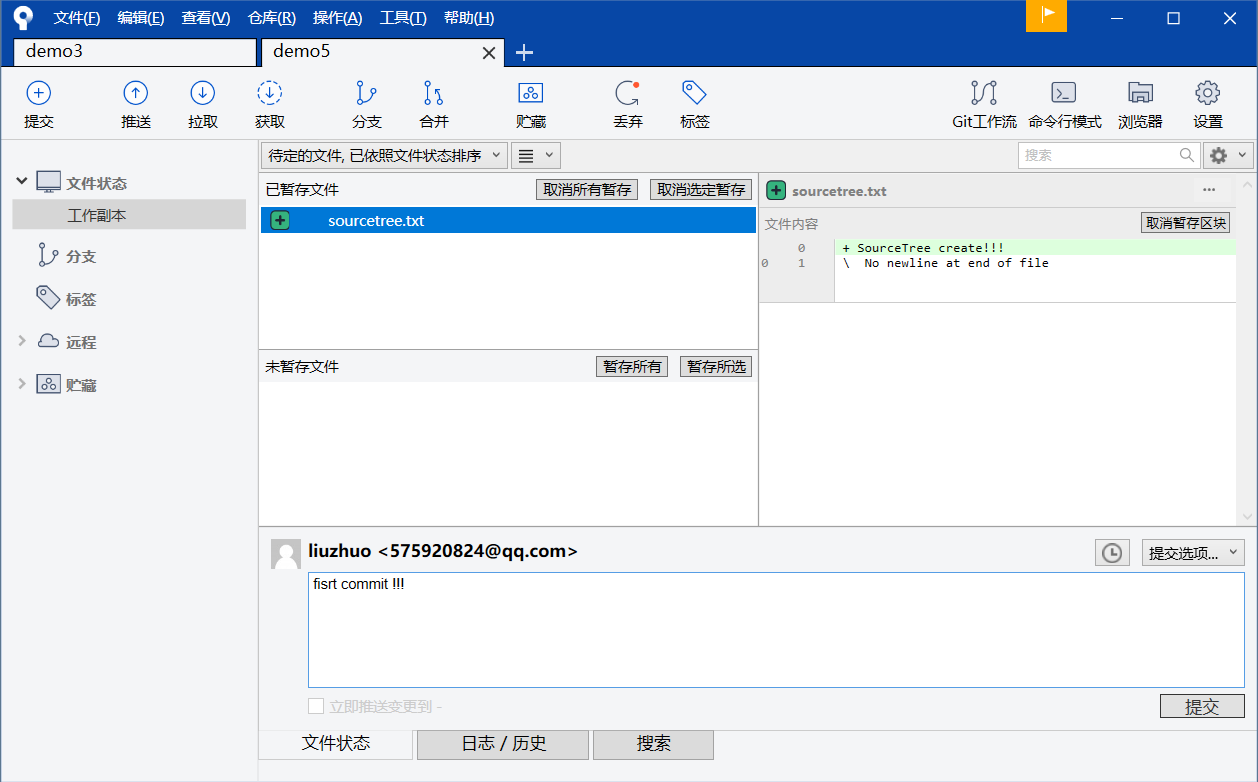 文件(F) 编辑(E) 查看(V) 仓库(R) 操作(A) 工具(T) 帮助(H)
demo3 demo5
提交 推送 拉取 获取 分支 合并 贮藏 丢弃 标签 Git工作流 命令行模式 浏览器 设置
待定的文件, 已依照文件状态排序 搜索
文件状态
工作副本
分支
标签
远程
贮藏
已暂存文件 取消所有暂存 取消选定暂存
sourcetree.txt
未暂存文件 暂存所有 暂存所选
sourcetree.txt ...
文件内容 取消暂存区块
0 + SourceTree create!!!
0 1 \ No newline at end of file
liuzhuo <575920824@qq.com> 提交选项...
fisrt commit !!!
立即推送变更到 - 提交
文件状态 日志 / 历史 搜索